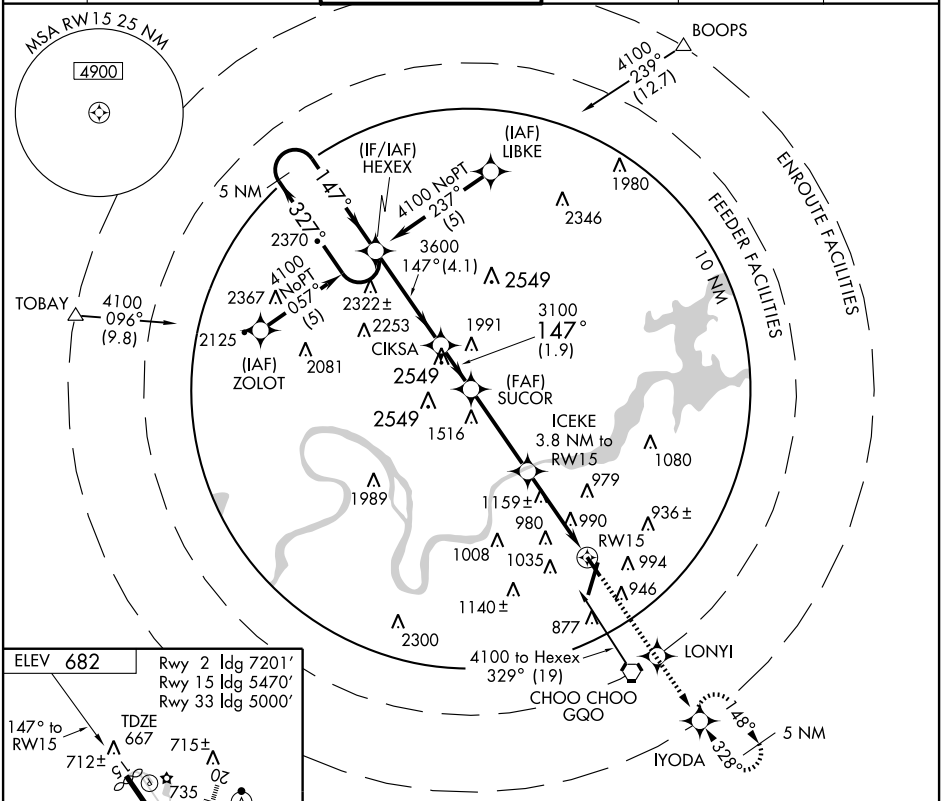 MSA RW15 25 NM
4900
BOOPS
4100
239°
(12.7)
(IF/IAF)
HEXEX
(IAF)
LIBKE
1980
ENROUTE FACILITIES
FEEDER FACILITIES
5 NM
147°
327°
4100 NoPT
237°
(5)
2346
2370
3600
147°(4.1)
10 NM
4100
NoPT
057°
(5)
2367
2322±
2549
TOBAY
4100
096°
(9.8)
2125
2253
3100
147°
(1.9)
1991
CIKSA
(IAF)
ZOLOT
2081
2549
(FAF)
SUCOR
2549
1516
ICEKE
3.8 NM to
RW15
1080
1989
979
1159±
980
990
936±
RW15
1008
1035
994
946
1140±
877
2300
4100 to Hexex
329° (19)
LONYI
CHOO CHOO
GQO
148°
328°
5 NM
IYODA
ELEV 682
Rwy 2 ldg 7201'
Rwy 15 ldg 5470'
Rwy 33 ldg 5000'
147° to
RW15
TDZE
667
712±
715±
20
735
P
A